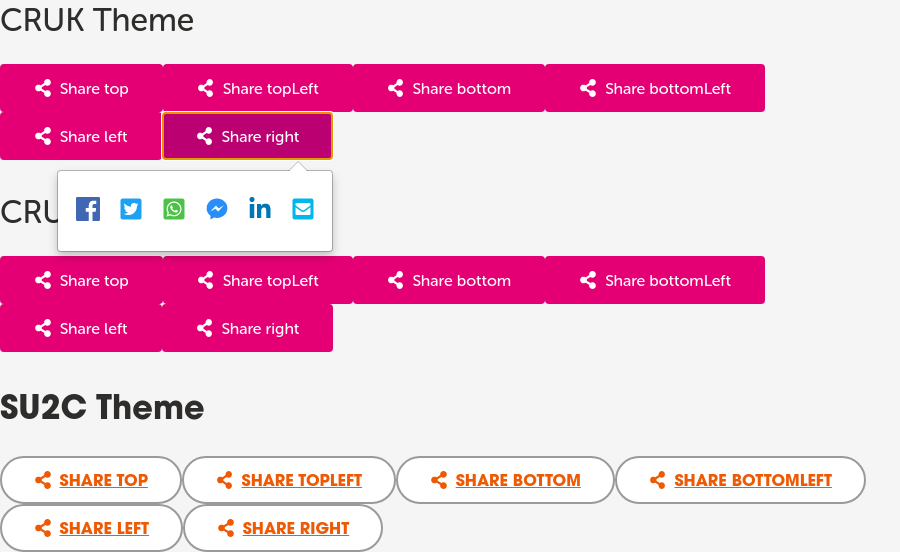 CRUK Theme
Share top Share topLeft Share bottom Share bottomLeft
Share left Share right
in
CRU
Share top Share topLeft Share bottom Share bottomLeft
Share left Share right
SU2C Theme
SHARE TOP SHARE TOPLEFT SHARE BOTTOM SHARE BOTTOMLEFT
SHARE LEFT SHARE RIGHT